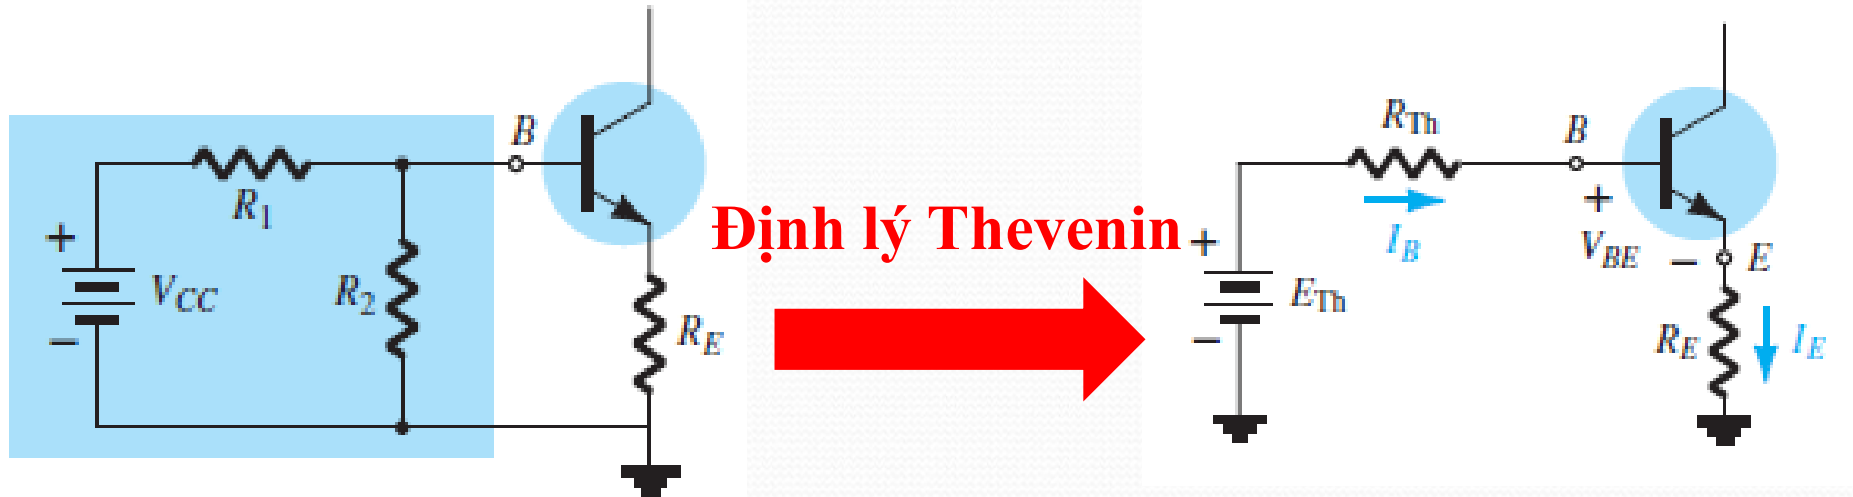 B
R1
+
VCC
−
R2
RE
Định lý Thevenin
RTh
B
IB
+
VBE
−
E
+
ETh
−
RE
IE